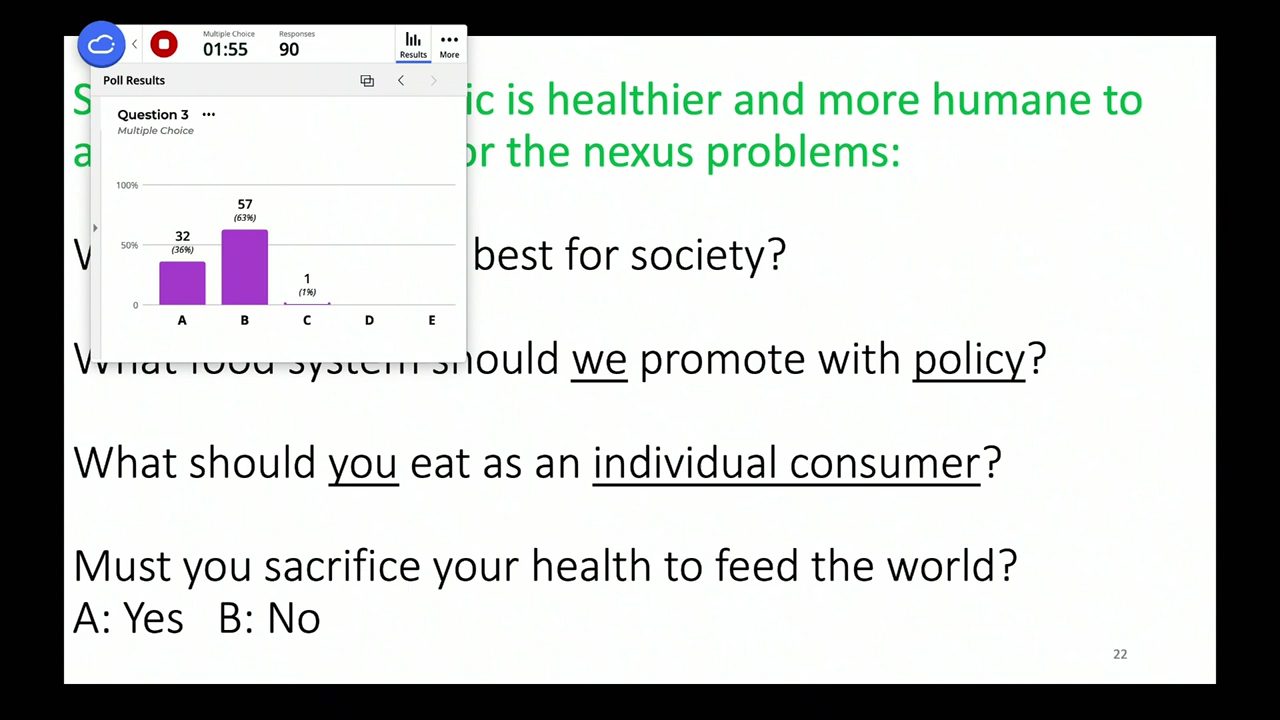 Multiple Choice
01:55
Responses
90
Results
More
Poll Results
Question 3
Multiple Choice
100%
50%
0
32
(36%)
57
(63%)
1
(1%)
A B C D E
is healthier and more humane to
the nexus problems:
best for society?
What food system should we promote with policy?
What should you eat as an individual consumer?
Must you sacrifice your health to feed the world?
A: Yes B: No
22